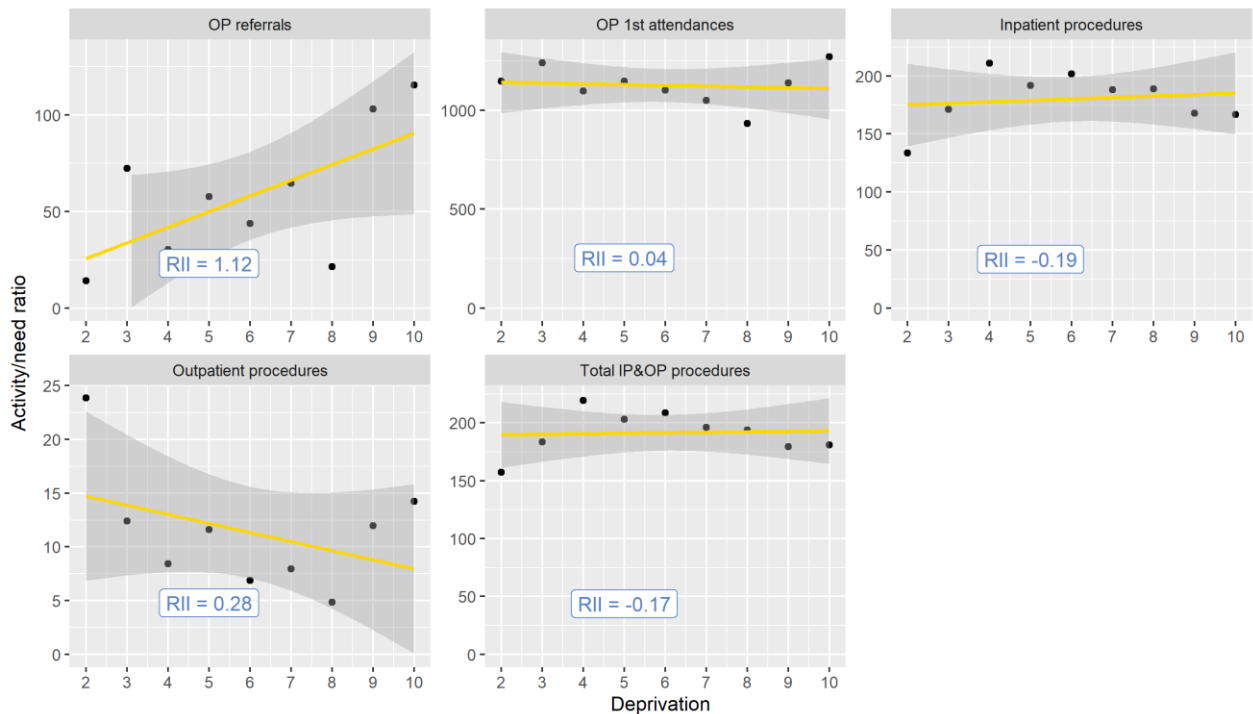 OP referrals
OP 1st attendances
Inpatient procedures
100
50
0
RII = 1.12
2 3 4 5 6 7 8 9 10
1000
500
0
RII = 0.04
2 3 4 5 6 7 8 9 10
200
150
100
50
0
RII = -0.19
2 3 4 5 6 7 8 9 10
Activity/need ratio
Outpatient procedures
Total IP&OP procedures
25
20
15
10
5
0
RII = 0.28
2 3 4 5 6 7 8 9 10
200
150
100
50
0
RII = -0.17
2 3 4 5 6 7 8 9 10
Deprivation